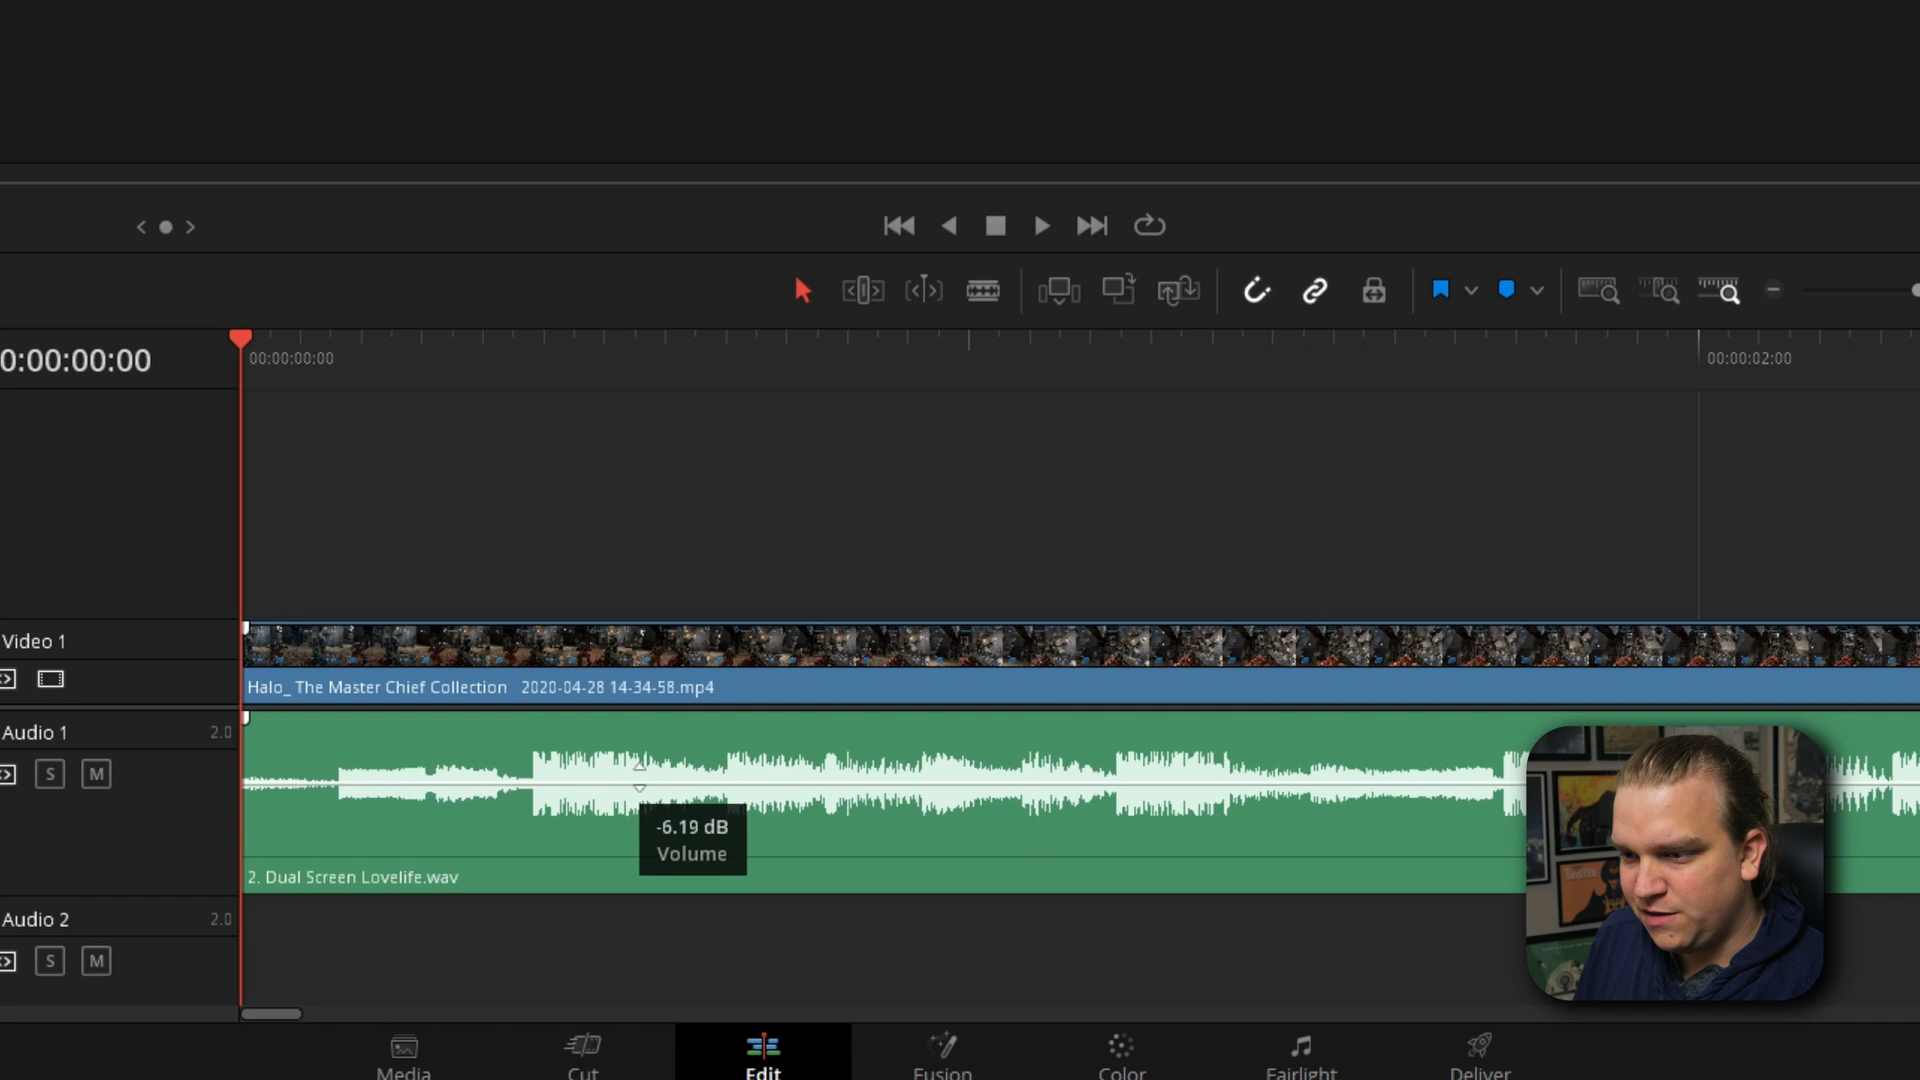 0:00:00:00
00:00:00:00
00:00:02:00
Video 1
Halo_ The Master Chief Collection 2020-04-28 14-34-58.mp4
Audio 1
2.0
S
M
-6.19 dB
Volume
2. Dual Screen Lovelife.wav
Audio 2
2.0
S
M
Media
Cut
Edit
Fusion
Color
Fairlight
Deliver